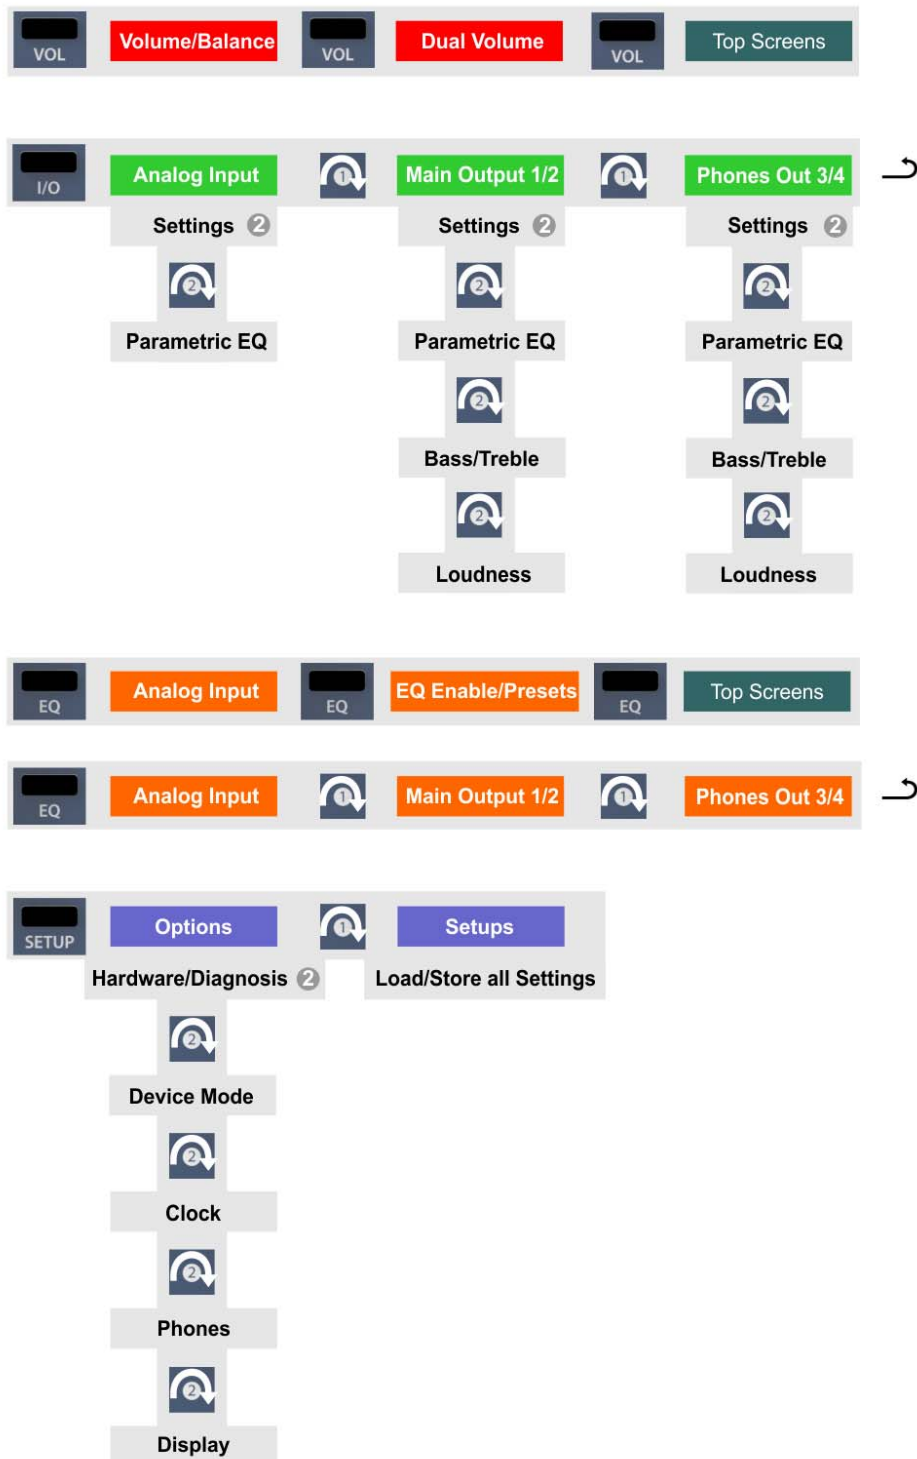 VOL Volume/Balance VOL Dual Volume VOL Top Screens
I/O Analog Input 1 Main Output 1/2 1 Phones Out 3/4
Settings 2 Settings 2 Settings 2
2 2 2
Parametric EQ Parametric EQ Parametric EQ
2 2
Bass/Treble Bass/Treble
2 2
Loudness Loudness
EQ Analog Input EQ EQ Enable/Presets EQ Top Screens
EQ Analog Input 1 Main Output 1/2 1 Phones Out 3/4
SETUP Options 1 Setups
Hardware/Diagnosis 2 Load/Store all Settings
2
Device Mode
2
Clock
2
Phones
2
Display